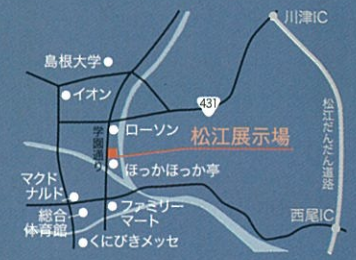 川津IC
島根大学
イオン
431
ローソン
学園通り
松江展示場
松江だんだん道路
ほっかほっか亭
マクド
ナルド
ファミリー
マート
総合
体育館
西尾IC
くにびきメッセ